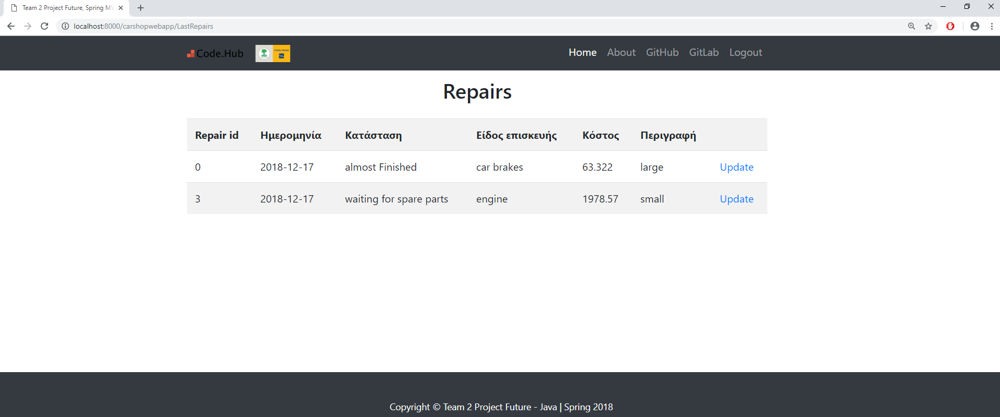 Team 2 Project Future, Spring M
localhost:8000/carshopwebapp/LastRepairs
Code.Hub Home About GitHub GitLab Logout
Repairs
Repair id Ημερομηνία Κατάσταση Είδος επισκευής Κόστος Περιγραφή
0 2018-12-17 almost Finished car brakes 63.322 large Update
3 2018-12-17 waiting for spare parts engine 1978.57 small Update
Copyright © Team 2 Project Future - Java | Spring 2018